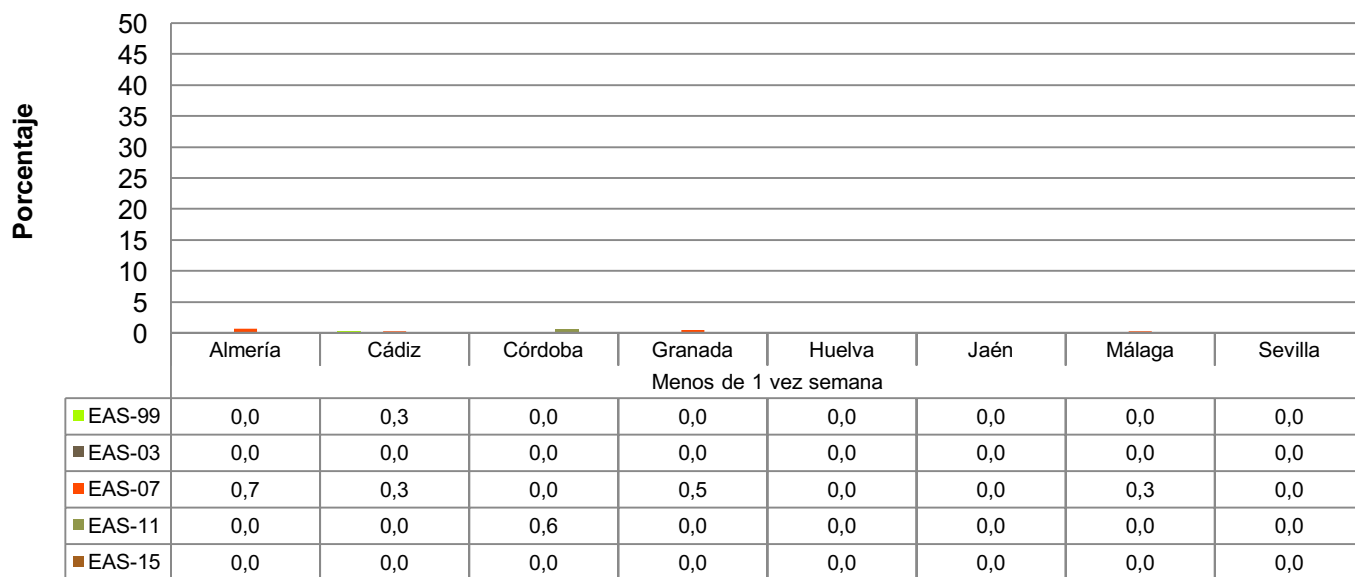 Porcentaje
50
45
40
35
30
25
20
15
10
5
0
Almería Cádiz Córdoba Granada Huelva Jaén Málaga Sevilla
Menos de 1 vez semana
EAS-99 0,0 0,3 0,0 0,0 0,0 0,0 0,0 0,0
EAS-03 0,0 0,0 0,0 0,0 0,0 0,0 0,0 0,0
EAS-07 0,7 0,3 0,0 0,5 0,0 0,0 0,3 0,0
EAS-11 0,0 0,0 0,6 0,0 0,0 0,0 0,0 0,0
EAS-15 0,0 0,0 0,0 0,0 0,0 0,0 0,0 0,0